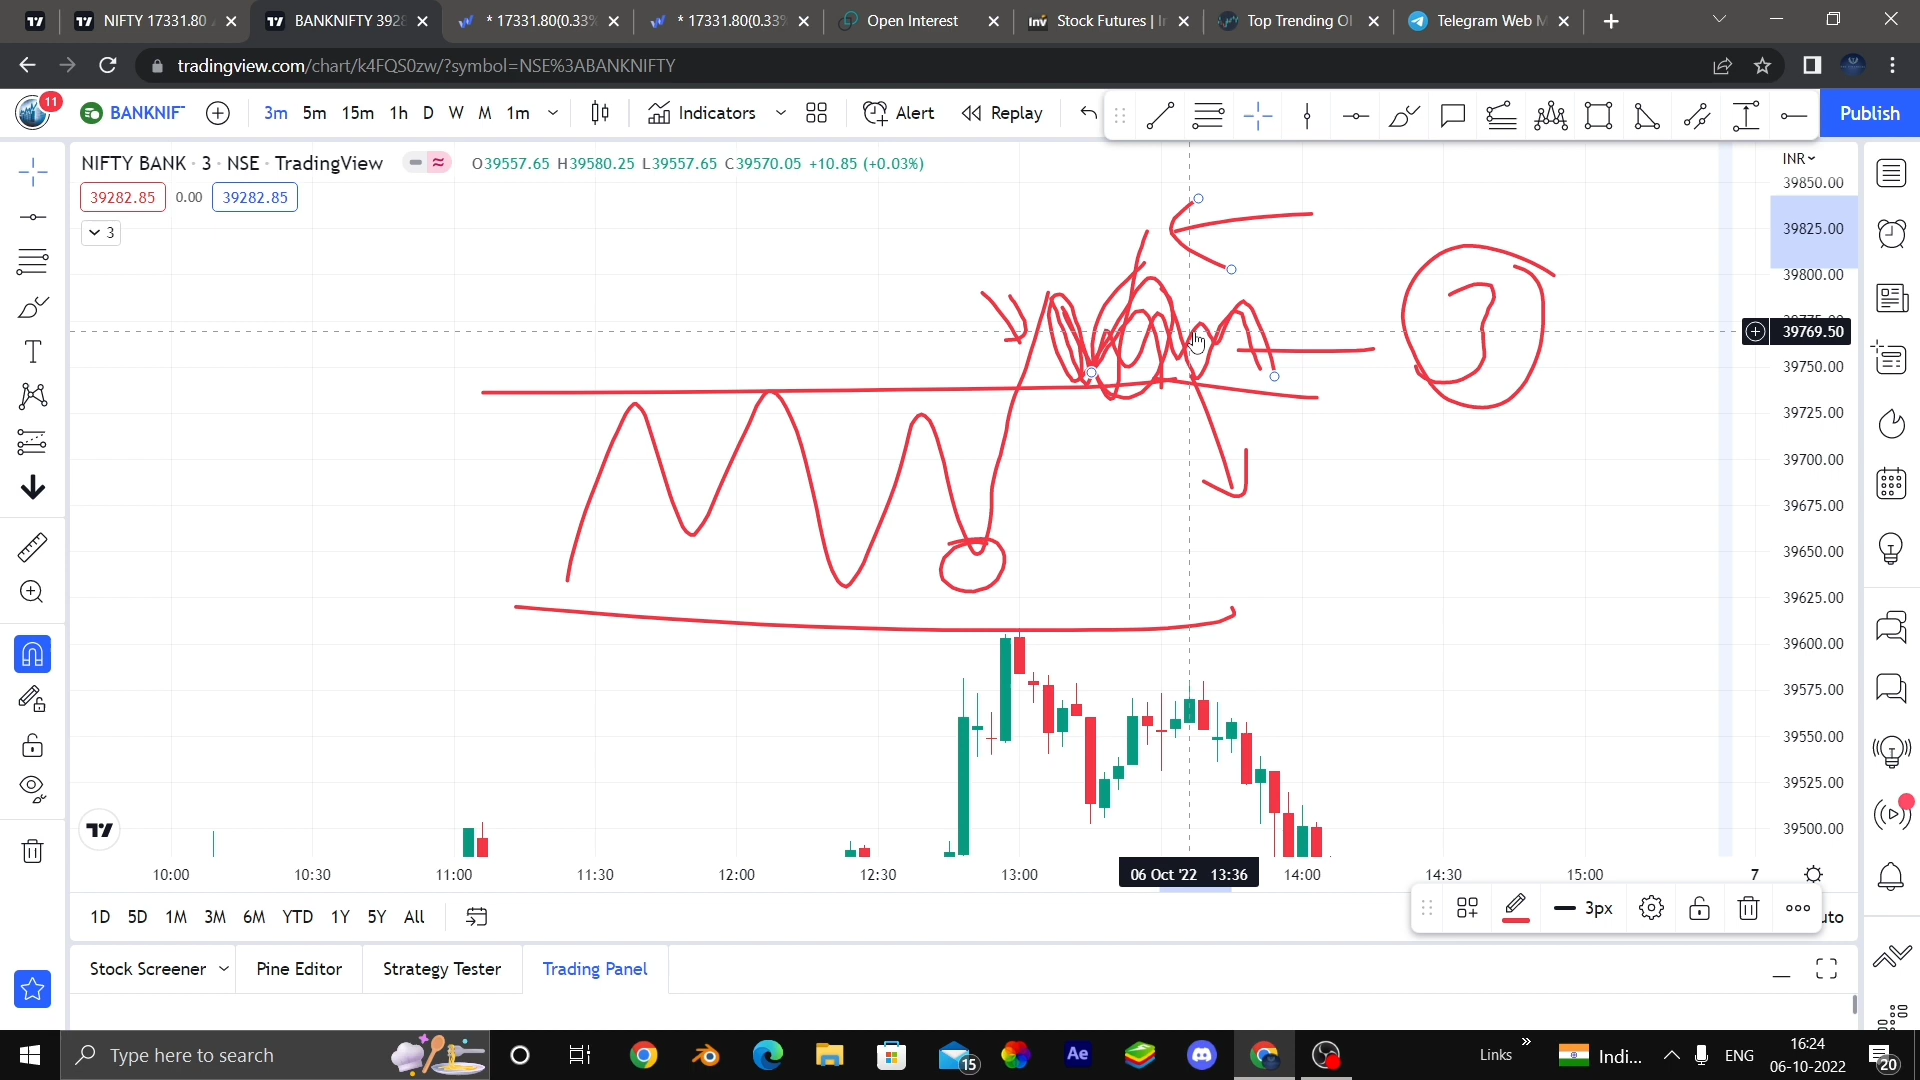 NIFTY 17331.80
BANKNIFTY 3928
* 17331.80(0.33%
* 17331.80(0.33%
Open Interest
Inv Stock Futures | I
Top Trending OI
Telegram Web
tradingview.com/chart/k4FQS0zw/?symbol=NSE%3ABANKNIFTY
11
BANKNIF
3m 5m 15m 1h D W M 1m
Indicators
Alert
Replay
Publish
NIFTY BANK · 3 · NSE · TradingView
O39557.65 H39580.25 L39557.65 C39570.05 +10.85 (+0.03%)
INR
39282.85 0.00 39282.85
3
39850.00
39825.00
39800.00
39769.50
39750.00
39725.00
39700.00
39675.00
39650.00
39625.00
39600.00
39575.00
39550.00
39525.00
39500.00
10:00 10:30 11:00 11:30 12:00 12:30 13:00 06 Oct '22 13:36 14:00 14:30 15:00 7
1D 5D 1M 3M 6M YTD 1Y 5Y All
3px
uto
Stock Screener Pine Editor Strategy Tester Trading Panel
Type here to search
15
Ae
Links
Indi...
ENG
16:24
06-10-2022
20